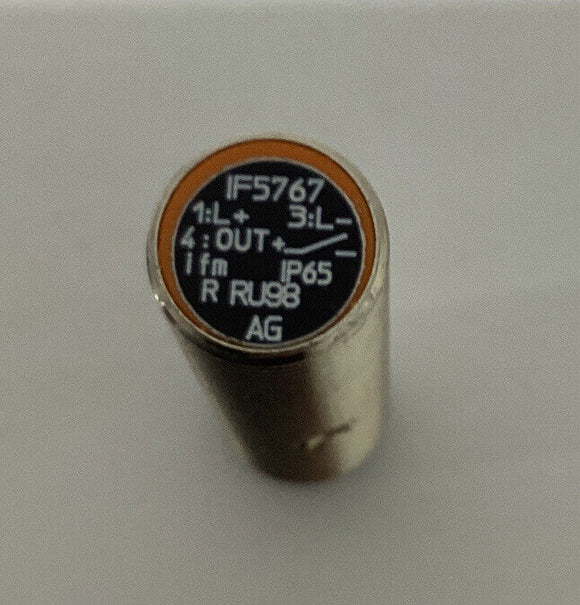 IF5767
1:L+ 3:L-
4:OUT+
ifm IP65
R RU98
AG